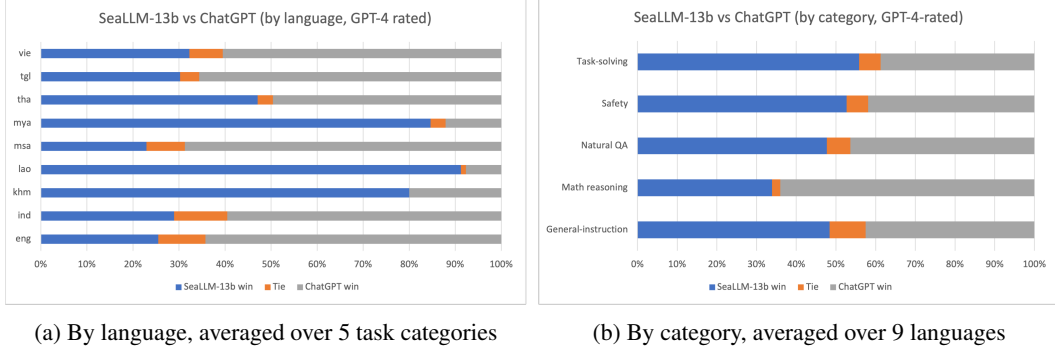 SeaLLM-13b vs ChatGPT (by language, GPT-4 rated)
vie
tgl
tha
mya
msa
lao
khm
ind
eng
0% 10% 20% 30% 40% 50% 60% 70% 80% 90% 100%
SeaLLM-13b win Tie ChatGPT win
(a) By language, averaged over 5 task categories
SeaLLM-13b vs ChatGPT (by category, GPT-4-rated)
Task-solving
Safety
Natural QA
Math reasoning
General-instruction
0% 10% 20% 30% 40% 50% 60% 70% 80% 90% 100%
SeaLLM-13b win Tie ChatGPT win
(b) By category, averaged over 9 languages